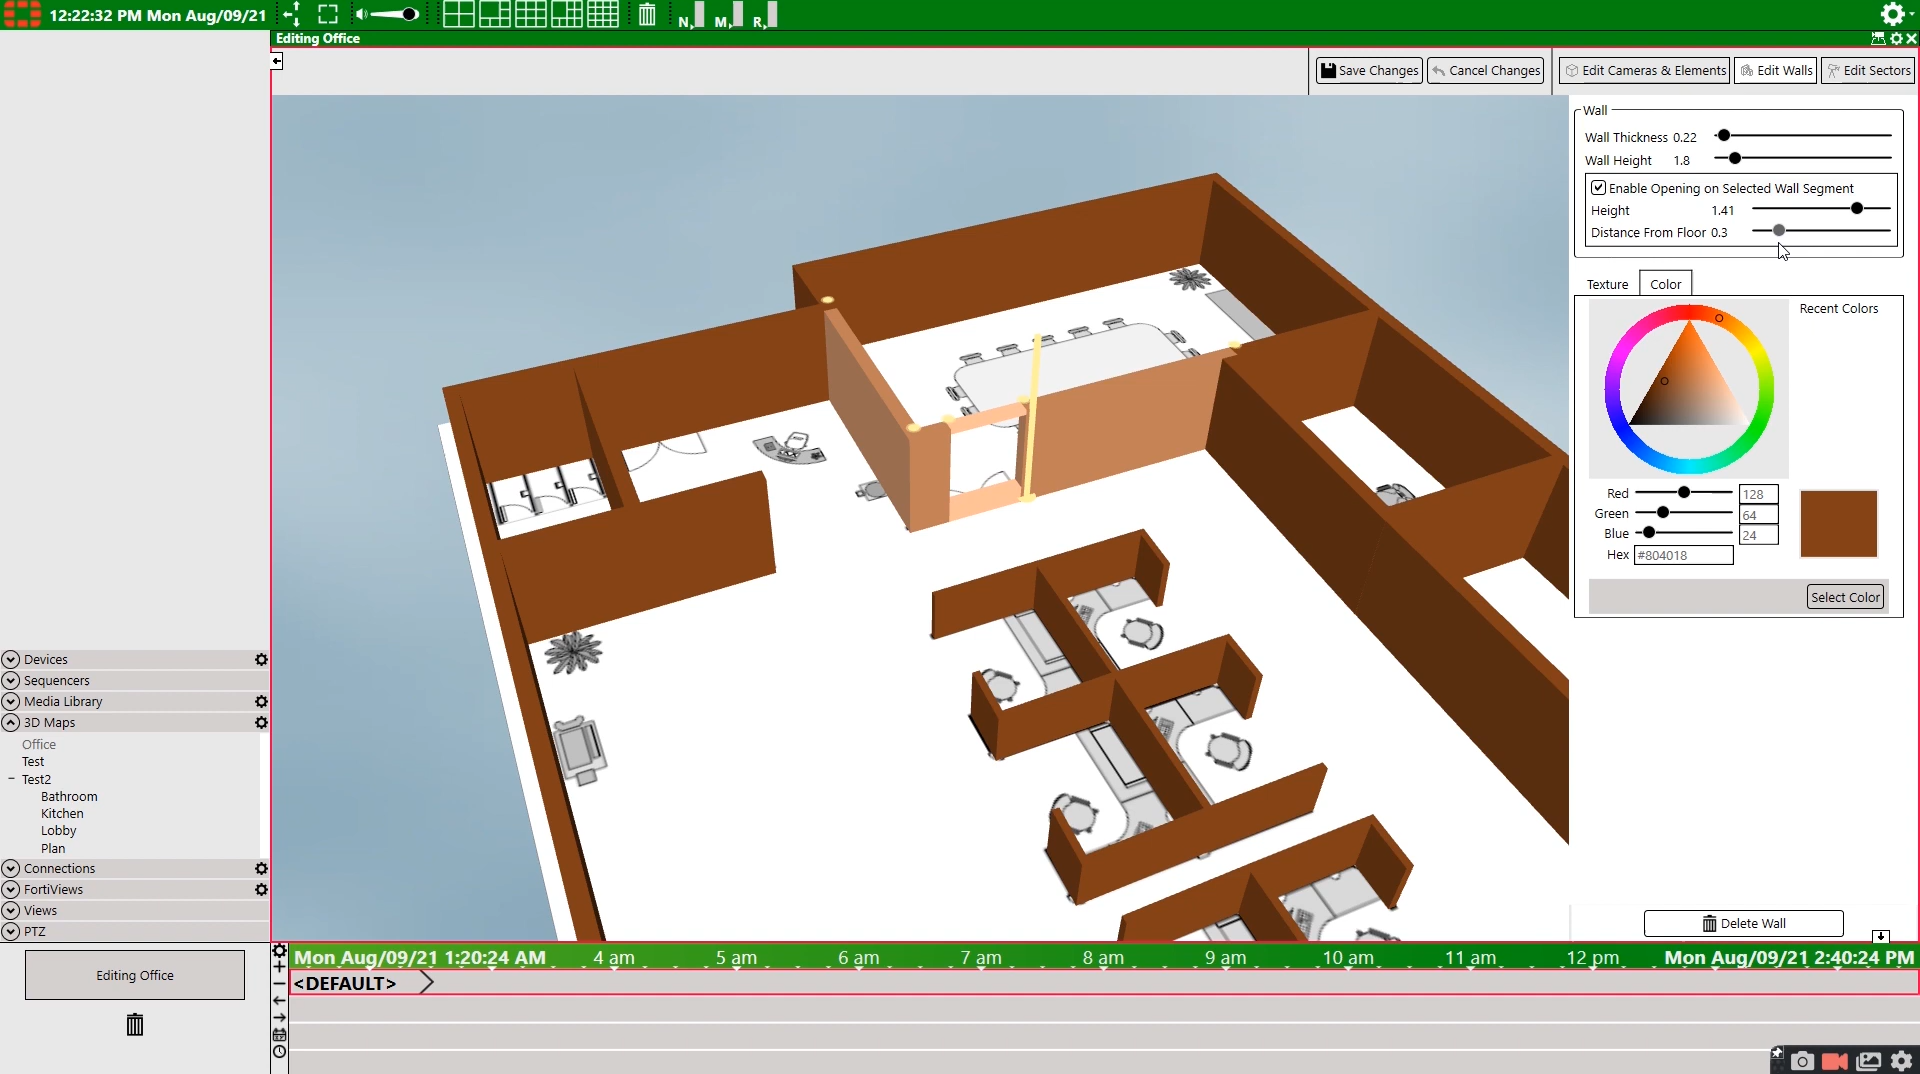 12:22:32 PM Mon Aug/09/21
N
M
R
Editing Office
Save Changes
Cancel Changes
Edit Cameras & Elements
Edit Walls
Edit Sectors
Wall
Wall Thickness 0.22
Wall Height 1.8
Enable Opening on Selected Wall Segment
Height 1.41
Distance From Floor 0.3
Texture
Color
Recent Colors
Red 128
Green 64
Blue 24
Hex #804018
Select Color
Delete Wall
Devices
Sequencers
Media Library
3D Maps
Office
Test
Test2
Bathroom
Kitchen
Lobby
Plan
Connections
FortiViews
Views
PTZ
Editing Office
Mon Aug/09/21 1:20:24 AM 4 am 5 am 6 am 7 am 8 am 9 am 10 am 11 am 12 pm Mon Aug/09/21 2:40:24 PM
<DEFAULT>